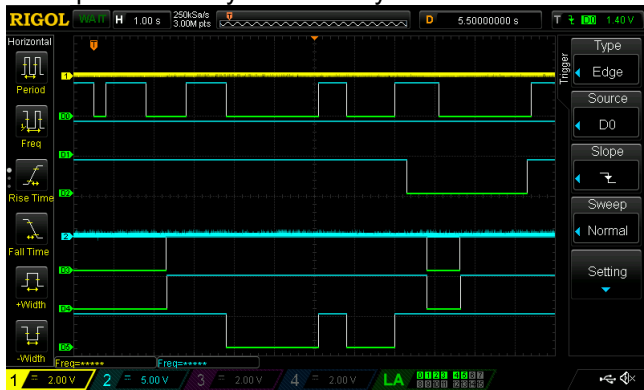 RIGOL WAIT H 1.00 s 250kSa/s 3.00M pts D 5.50000000 s T D0 1.40 V
Horizontal
Period
Freq
Rise Time
Fall Time
+Width
-Width
1
D0
D1
D2
2
D3
D4
D5
Trigger
Type
Edge
Source
D0
Slope
Sweep
Normal
Setting
Freq=***** Freq=*****
1 = 2.00 V 2 = 5.00 V 3 = 2.00 V 4 = 2.00 V LA